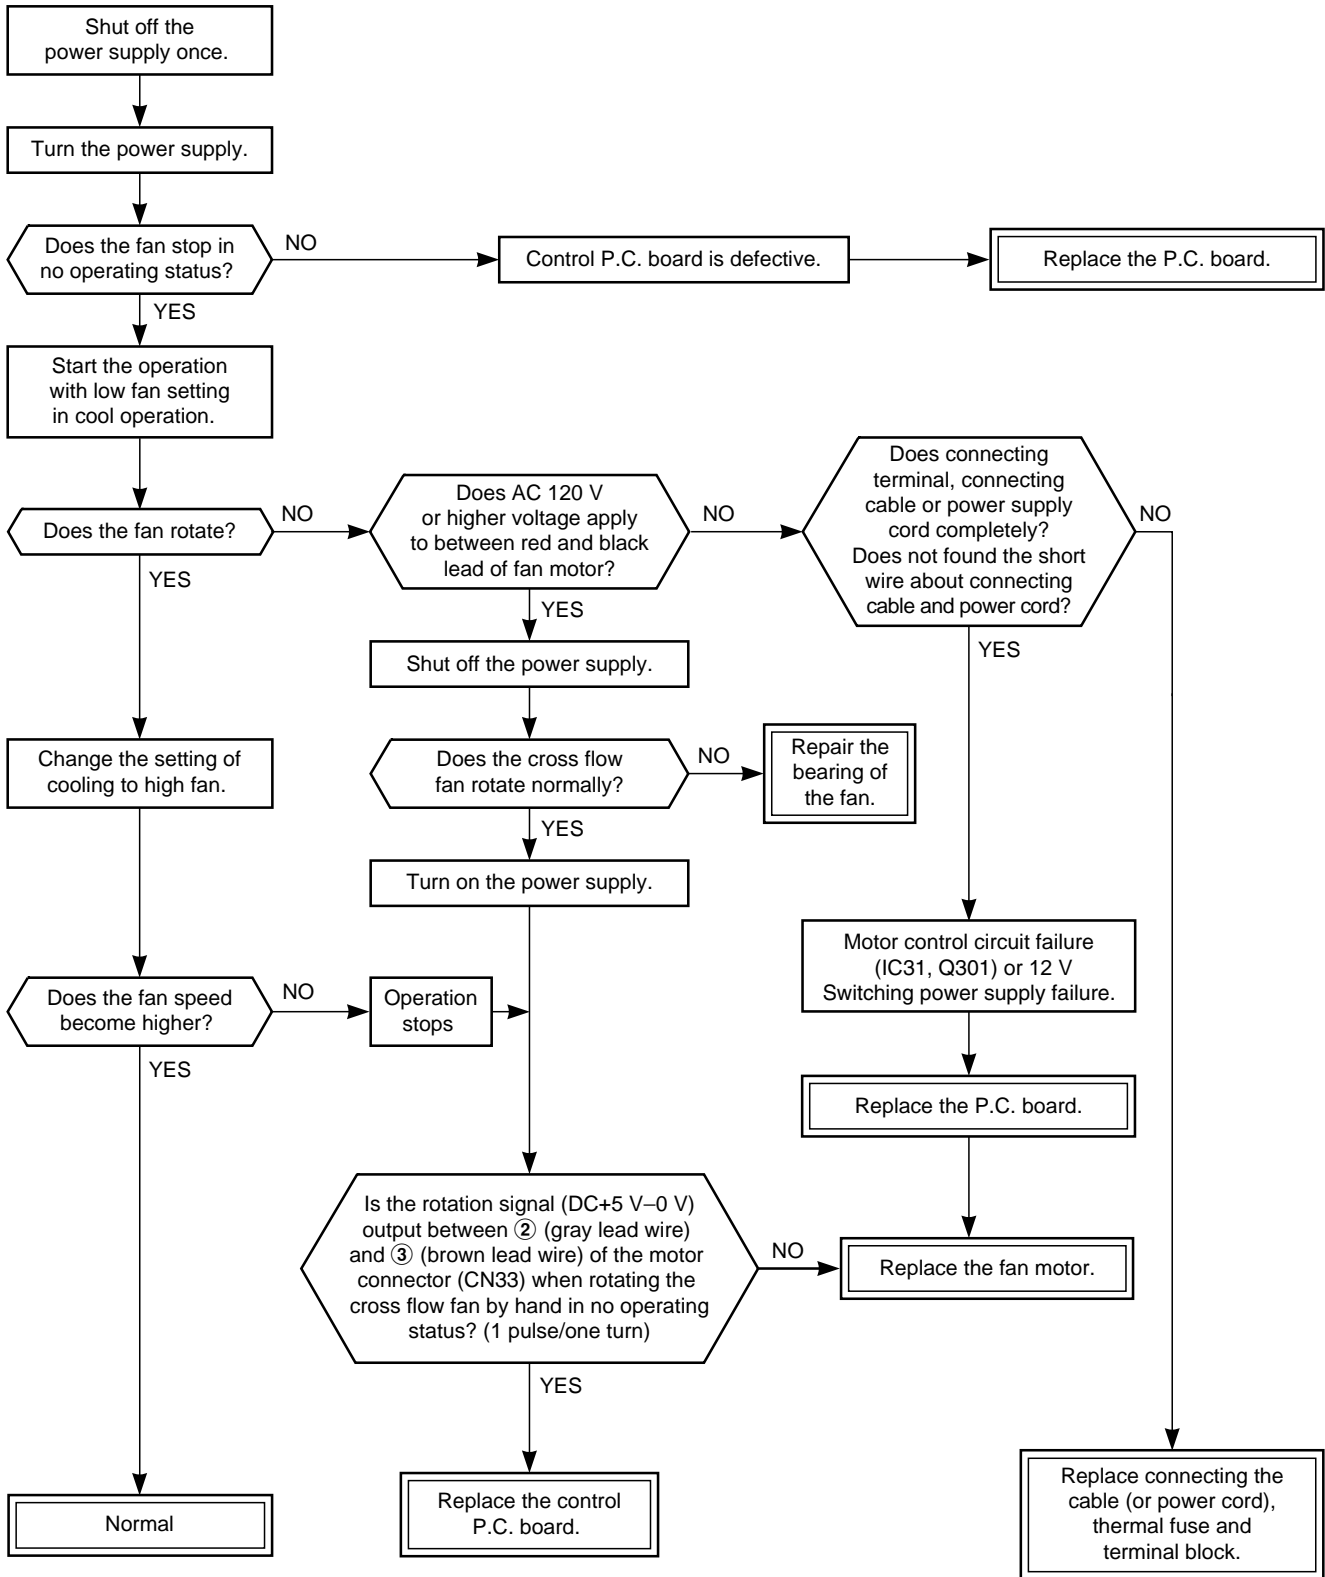 Shut off the
power supply once.
Turn the power supply.
Does the fan stop in
no operating status?
NO
Control P.C. board is defective.
Replace the P.C. board.
YES
Start the operation
with low fan setting
in cool operation.
Does the fan rotate?
NO
Does AC 120 V
or higher voltage apply
to between red and black
lead of fan motor?
NO
Does connecting
terminal, connecting
cable or power supply
cord completely?
Does not found the short
wire about connecting
cable and power cord?
NO
YES
YES
YES
Shut off the power supply.
Change the setting of
cooling to high fan.
Does the cross flow
fan rotate normally?
NO
Repair the
bearing of
the fan.
YES
Turn on the power supply.
Motor control circuit failure
(IC31, Q301) or 12 V
Switching power supply failure.
Does the fan speed
become higher?
NO
Operation
stops
YES
Replace the P.C. board.
Is the rotation signal (DC+5 V–0 V)
output between ② (gray lead wire)
and ③ (brown lead wire) of the motor
connector (CN33) when rotating the
cross flow fan by hand in no operating
status? (1 pulse/one turn)
NO
Replace the fan motor.
YES
Normal
Replace the control
P.C. board.
Replace connecting the
cable (or power cord),
thermal fuse and
terminal block.